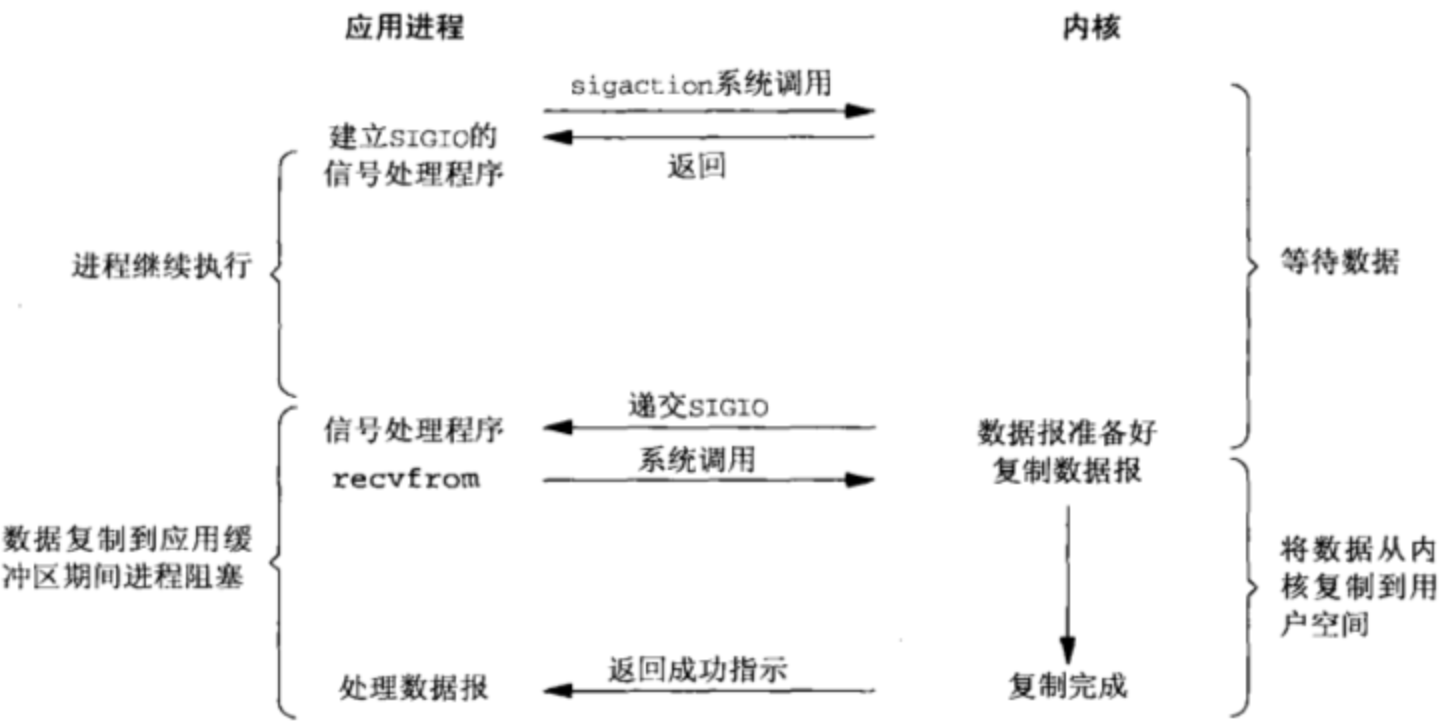 应用进程
内核
sigaction系统调用
建立SIGIO的
信号处理程序
返回
进程继续执行
等待数据
递交SIGIO
信号处理程序
数据报准备好
系统调用
recvfrom
复制数据报
数据复制到应用缓
冲区期间进程阻塞
将数据从内
核复制到用
户空间
返回成功指示
处理数据报
复制完成